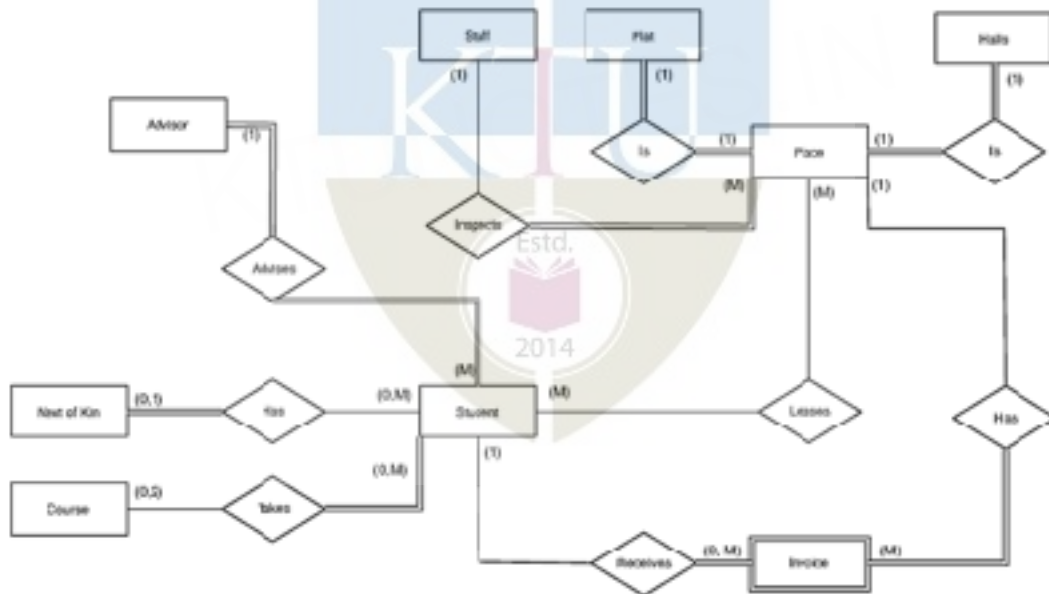 Staff
Flat
Halls
(1)
(1)
(1)
KTU
Advisor
(1)
Is
(1)
Place
(1)
Is
(M)
(M)
(1)
Inspects
Estd.
Advises
2014
(M)
Next of Kin
(0,1)
Has
(0,M)
Student
(M)
Leases
Has
(0,M)
(1)
Course
(0,2)
Takes
Receives
(0, M)
Invoice
(M)